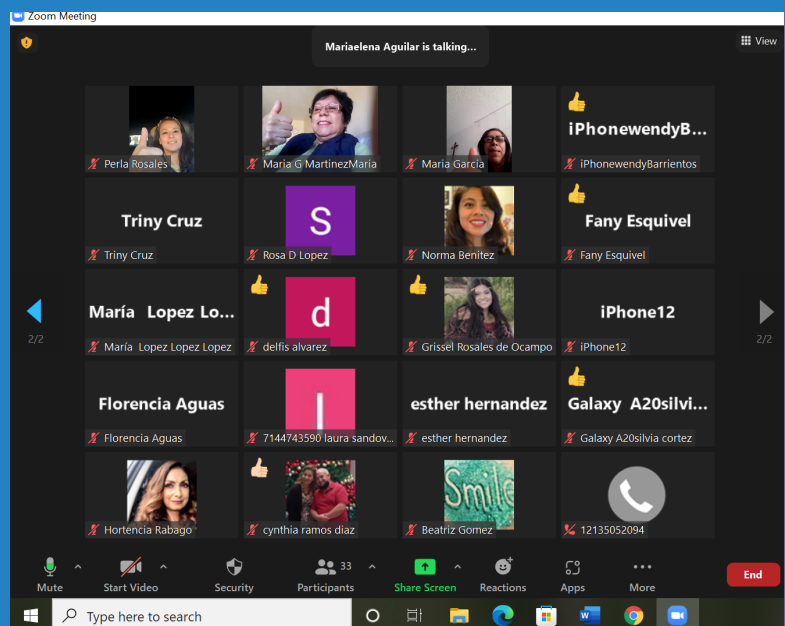 Zoom Meeting
Mariaelena Aguilar is talking...
View
iPhonewendyB...
Perla Rosales
Maria G MartinezMaria
Maria Garcia
iPhonewendyBarrientos
Triny Cruz
S
Fany Esquivel
Triny Cruz
Rosa D Lopez
Norma Benitez
Fany Esquivel
María Lopez Lo...
d
iPhone12
2/2
2/2
María Lopez Lopez Lopez
delfis alvarez
Grissel Rosales de Ocampo
iPhone12
Florencia Aguas
l
esther hernandez
Galaxy A20silvi...
Florencia Aguas
7144743590 laura sandov...
esther hernandez
Galaxy A20silvia cortez
Smile
Hortencia Rabago
cynthia ramos diaz
Beatriz Gomez
12135052094
33
Mute
Start Video
Security
Participants
Share Screen
Reactions
Apps
More
End
Type here to search
W